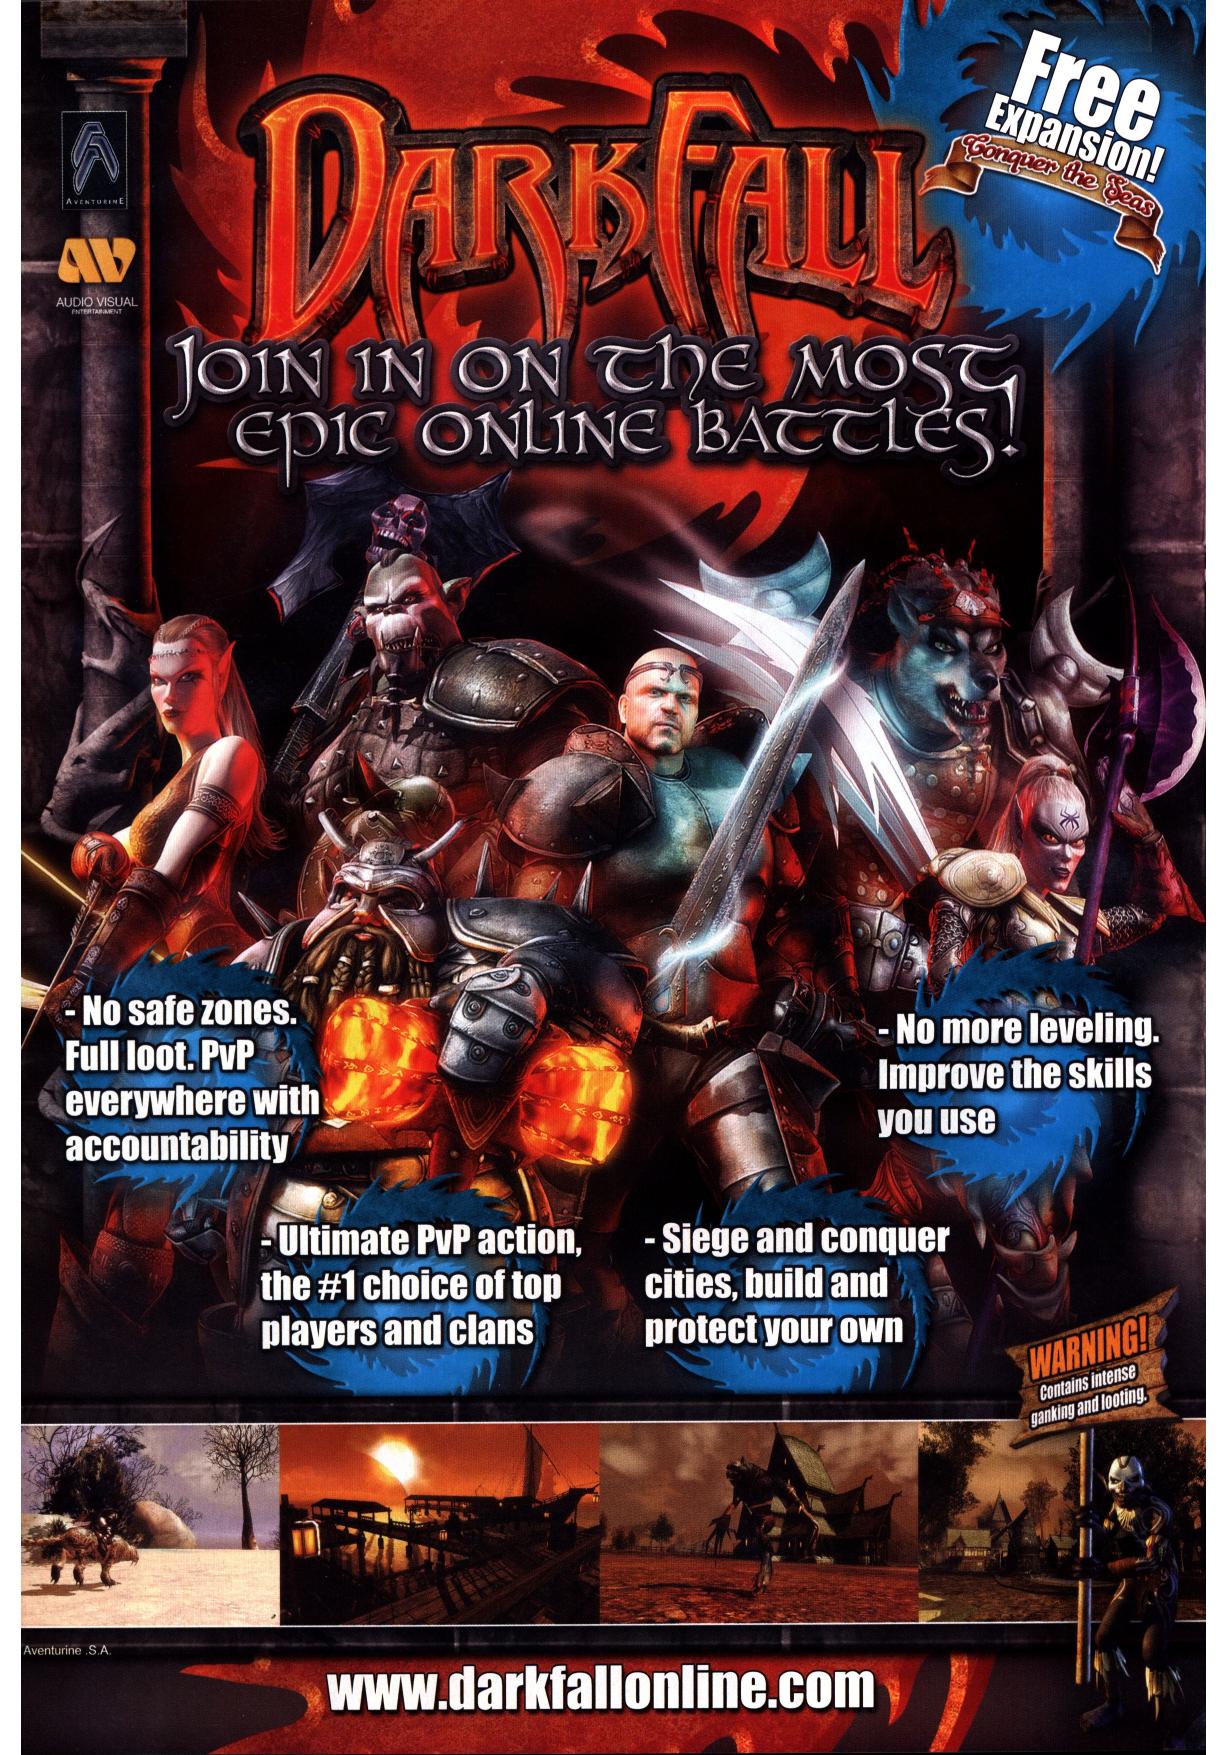 Free
Expansion!
Conquer the Seas
AVENTURINE
AV
AUDIO VISUAL
ENTERTAINMENT
DARKFALL
JOIN IN ON THE MOST
EPIC ONLINE BATTLES!
- No safe zones.
Full loot. PvP
everywhere with
accountability
- No more leveling.
Improve the skills
you use
- Ultimate PvP action,
the #1 choice of top
players and clans
- Siege and conquer
cities, build and
protect your own
WARNING!
Contains intense
ganking and looting.
Aventurine .S.A.
www.darkfallonline.com